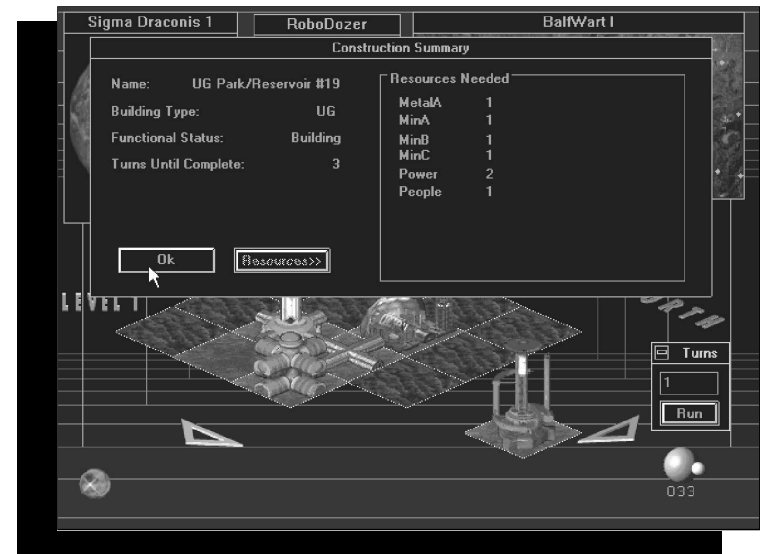 Sigma Draconis 1
RoboDozer
BalfWart I
Construction Summary
Name: UG Park/Reservoir #19
Building Type: UG
Functional Status: Building
Turns Until Complete: 3
Resources Needed
MetalA 1
MinA 1
MinB 1
MinC 1
Power 2
People 1
Ok
Resources>>
LEVEL 1
Turns
1
Run
033